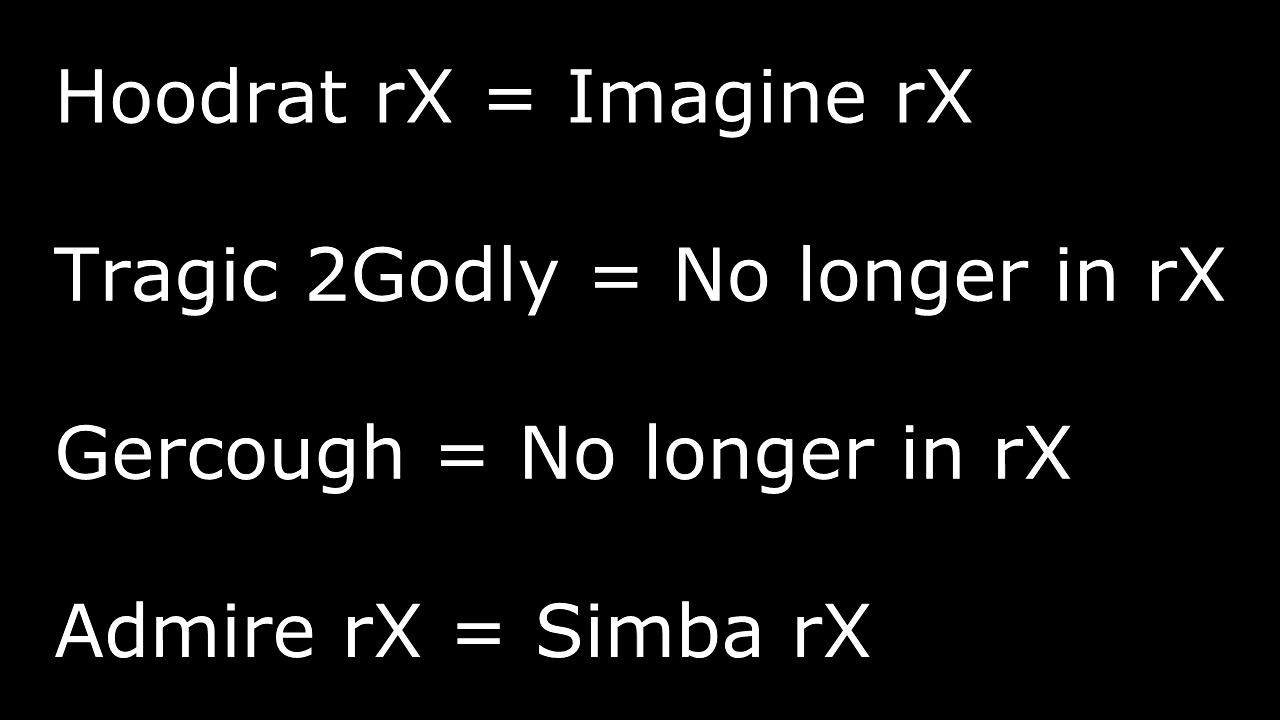 Hoodrat rX = Imagine rX
Tragic 2Godly = No longer in rX
Gercough = No longer in rX
Admire rX = Simba rX